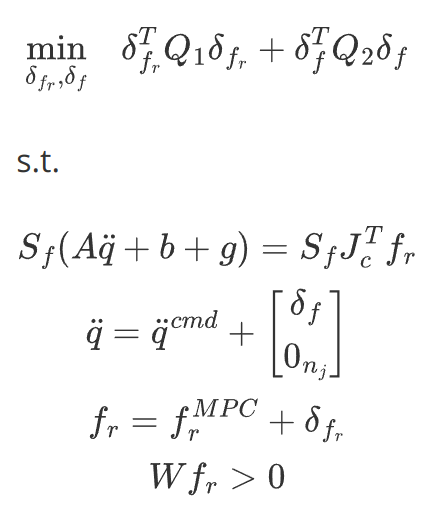 min δ_{f_r}^T Q_1 δ_{f_r} + δ_f^T Q_2 δ_f
δ_{f_r}, δ_f
s.t.
S_f(Aq̈ + b + g) = S_f J_c^T f_r
q̈ = q̈^{cmd} + [δ_f; 0_{n_j}]
f_r = f_r^{MPC} + δ_{f_r}
W f_r > 0